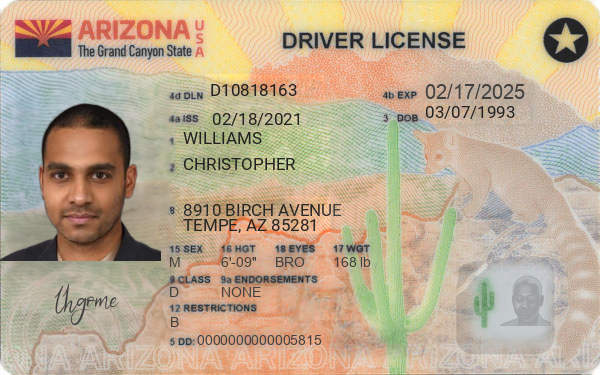 ARIZONA USA
The Grand Canyon State
DRIVER LICENSE
4d DLN D10818163
4b EXP 02/17/2025
4a ISS 02/18/2021
3 DOB 03/07/1993
1 WILLIAMS
2 CHRISTOPHER
8 8910 BIRCH AVENUE
TEMPE, AZ 85281
15 SEX 16 HGT 18 EYES 17 WGT
M 6'-09" BRO 168 lb
9 CLASS 9a ENDORSEMENTS
D NONE
12 RESTRICTIONS
B
5 DD: 0000000000005815
ARIZONA ARIZONA ARIZONA ARIZONA